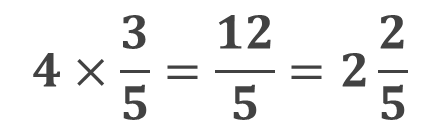 4 × 3/5 = 12/5 = 2 2/5